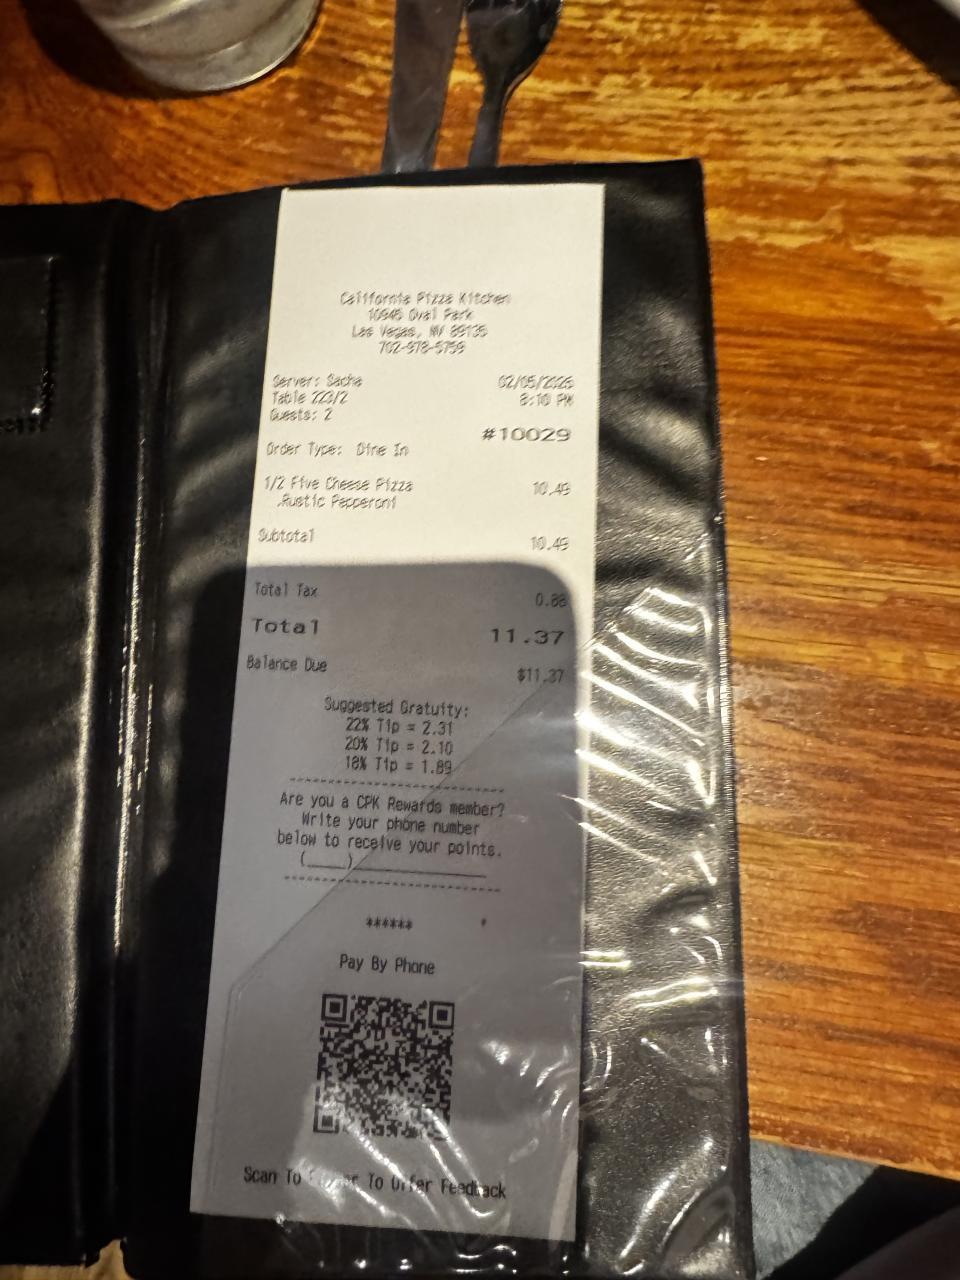 California Pizza Kitchen
10945 Oval Park
Las Vegas, NV 89135
702-978-5759
Server: Sacha 02/05/2026
Table 223/2 8:10 PM
Guests: 2
#10029
Order Type: Dine In
1/2 Five Cheese Pizza 10.49
.Rustic Pepperoni
Subtotal 10.49
Total Tax 0.88
Total 11.37
Balance Due $11.37
Suggested Gratuity:
22% Tip = 2.31
20% Tip = 2.10
18% Tip = 1.89
--------------------------------
Are you a CPK Rewards member?
Write your phone number
below to receive your points.
(_____)_______________
--------------------------------
****** *
Pay By Phone
Scan To To Offer Feedback